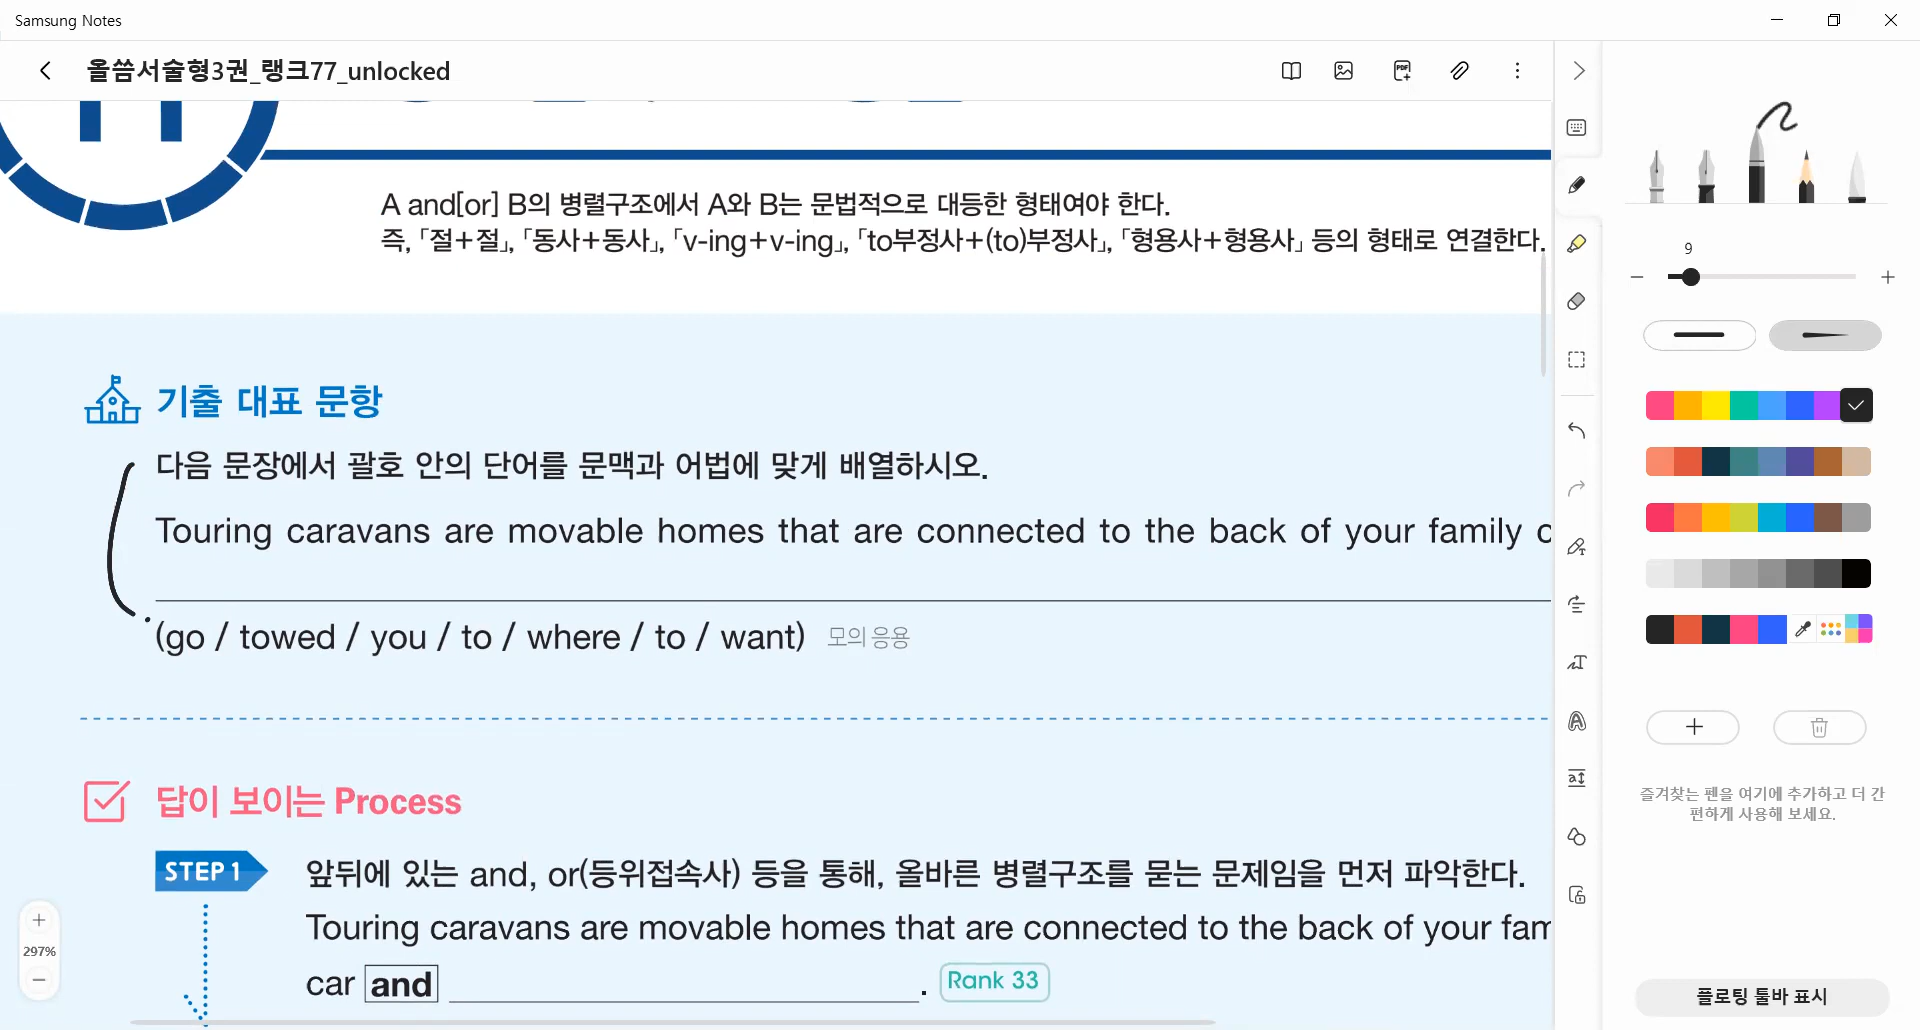 Samsung Notes
올씀서술형3권_랭크77_unlocked
A and[or] B의 병렬구조에서 A와 B는 문법적으로 대등한 형태여야 한다.
즉, 「절+절」, 「동사+동사」, 「v-ing+v-ing」, 「to부정사+(to)부정사」, 「형용사+형용사」 등의 형태로 연결한다.
9
기출 대표 문항
다음 문장에서 괄호 안의 단어를 문맥과 어법에 맞게 배열하시오.
Touring caravans are movable homes that are connected to the back of your family
(go / towed / you / to / where / to / want) 모의 응용
답이 보이는 Process
STEP 1 앞뒤에 있는 and, or(등위접속사) 등을 통해, 올바른 병렬구조를 묻는 문제임을 먼저 파악한다.
Touring caravans are movable homes that are connected to the back of your fam
car and ____. Rank 33
즐겨찾는 펜을 여기에 추가하고 더 간
편하게 사용해 보세요.
297%
플로팅 툴바 표시